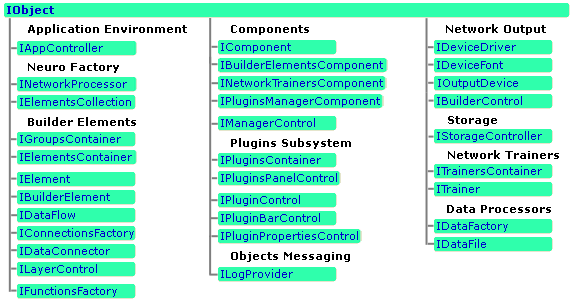 IObject
Application Environment
IAppController
Neuro Factory
INetworkProcessor
IElementsCollection
Builder Elements
IGroupsContainer
IElementsContainer
IElement
IBuilderElement
IDataFlow
IConnectionsFactory
IDataConnector
ILayerControl
IFunctionsFactory
Components
IComponent
IBuilderElementsComponent
INetworkTrainersComponent
IPluginsManagerComponent
IManagerControl
Plugins Subsystem
IPluginsContainer
IPluginsPanelControl
IPluginControl
IPluginBarControl
IPluginPropertiesControl
Objects Messaging
ILogProvider
Network Output
IDeviceDriver
IDeviceFont
IOutputDevice
IBuilderControl
Storage
IStorageController
Network Trainers
ITrainersContainer
ITrainer
Data Processors
IDataFactory
IDataFile